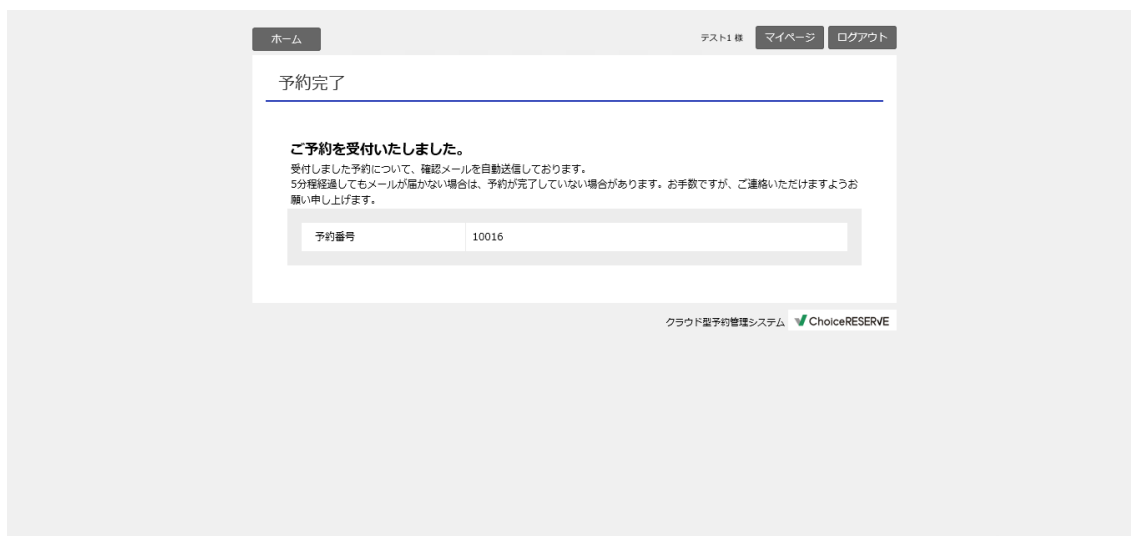 ホーム
テスト1 様 マイページ ログアウト
予約完了
ご予約を受付いたしました。
受付しました予約について、確認メールを自動送信しております。
5分程経過してもメールが届かない場合は、予約が完了していない場合があります。お手数ですが、ご連絡いただけますようお
願い申し上げます。
予約番号 10016
クラウド型予約管理システム ChoiceRESERVE